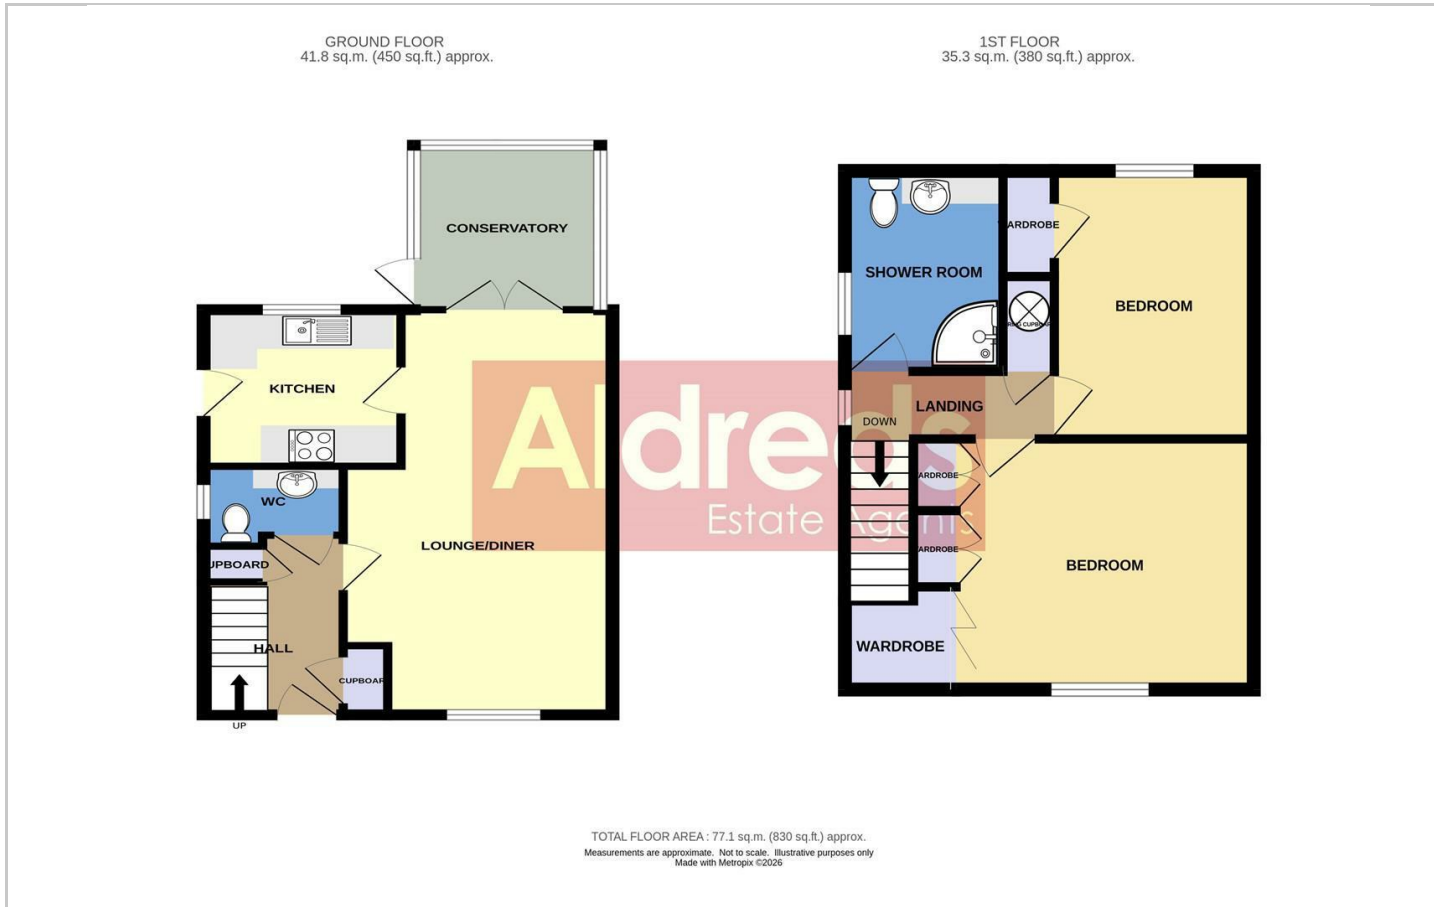 GROUND FLOOR
41.8 sq.m. (450 sq.ft.) approx.
1ST FLOOR
35.3 sq.m. (380 sq.ft.) approx.
CONSERVATORY
KITCHEN
WC
LOUNGE/DINER
UPBOARD
HALL
CUPBOAR
UP
SHOWER ROOM
ARDROBE
BEDROOM
LANDING
DOWN
ARDROBE
ARDROBE
BEDROOM
WARDROBE
Aldreds
Estate Agents
TOTAL FLOOR AREA : 77.1 sq.m. (830 sq.ft.) approx.
Measurements are approximate. Not to scale. Illustrative purposes only
Made with Metropix ©2026